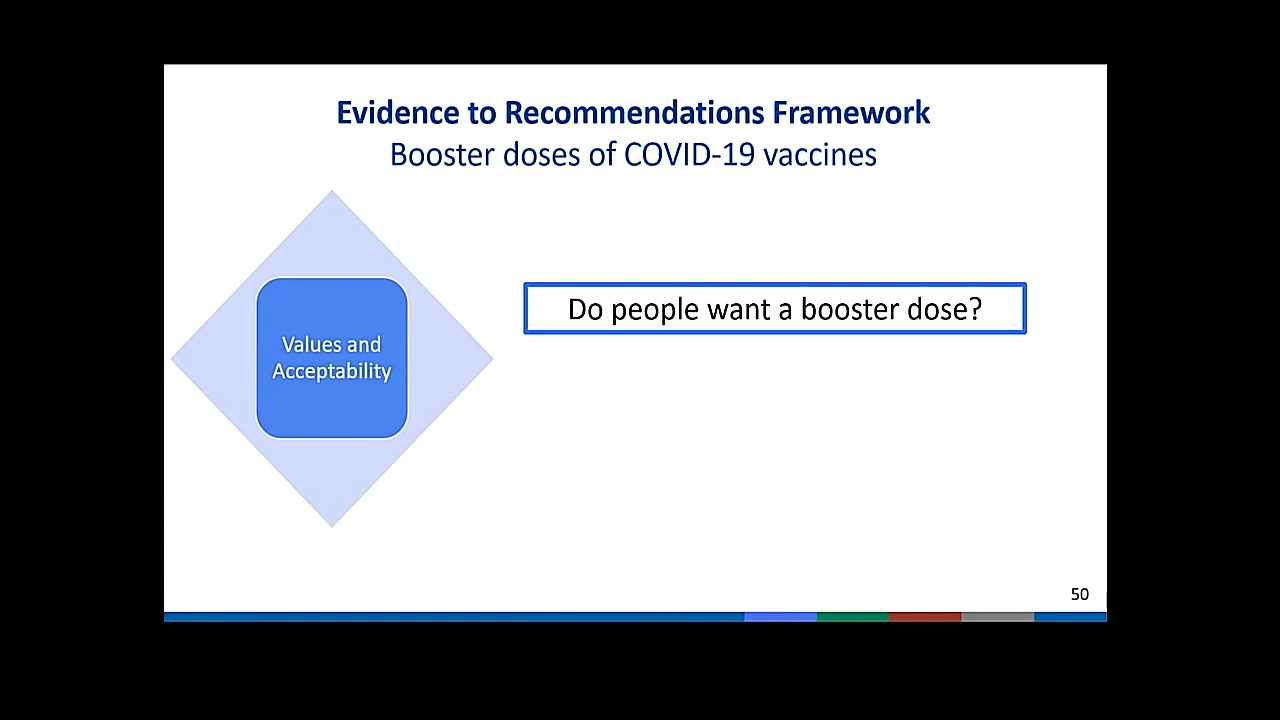 Evidence to Recommendations Framework
Booster doses of COVID-19 vaccines
Values and
Acceptability
Do people want a booster dose?
50